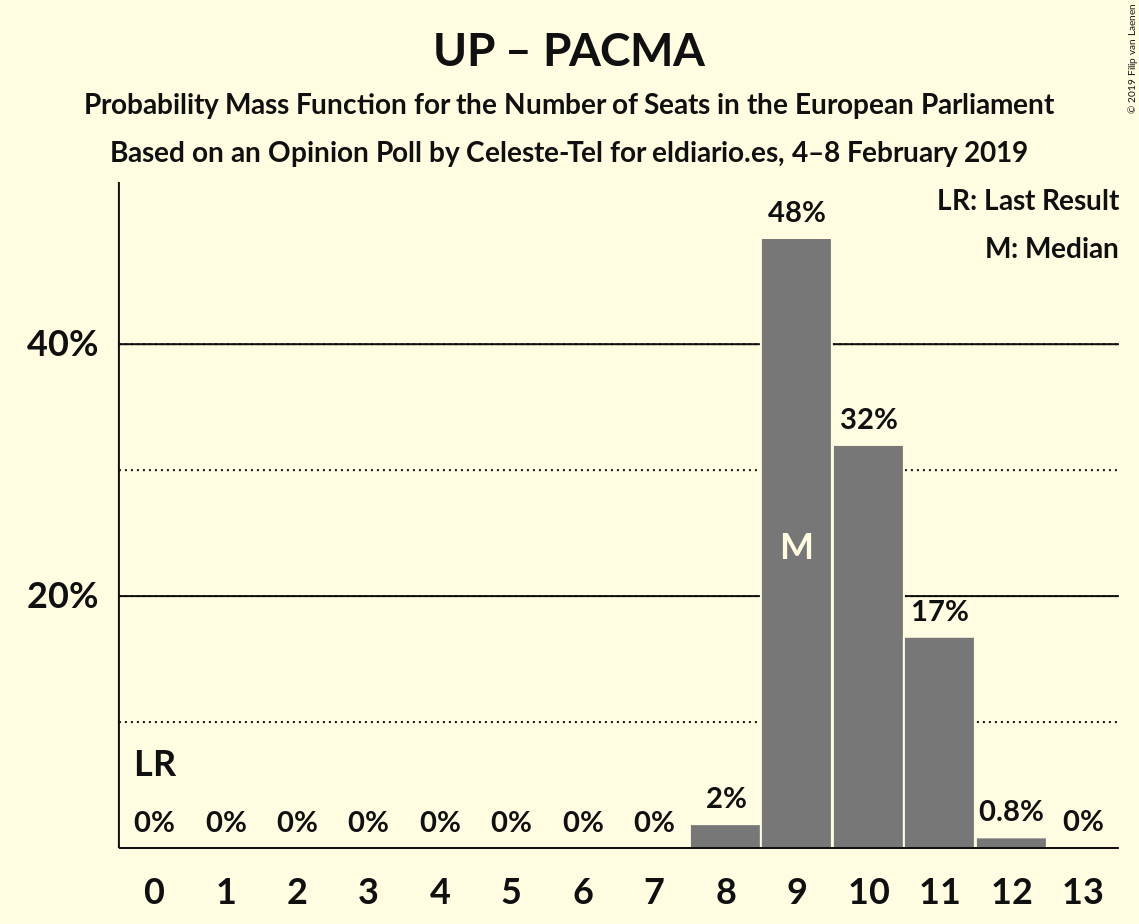 UP – PACMA
Probability Mass Function for the Number of Seats in the European Parliament
Based on an Opinion Poll by Celeste-Tel for eldiario.es, 4–8 February 2019
© 2019 Filip van Laenen
LR: Last Result
M: Median
48%
40%
32%
M
20%
17%
LR
0% 0% 0% 0% 0% 0% 0% 0% 2% 0.8% 0%
0 1 2 3 4 5 6 7 8 9 10 11 12 13